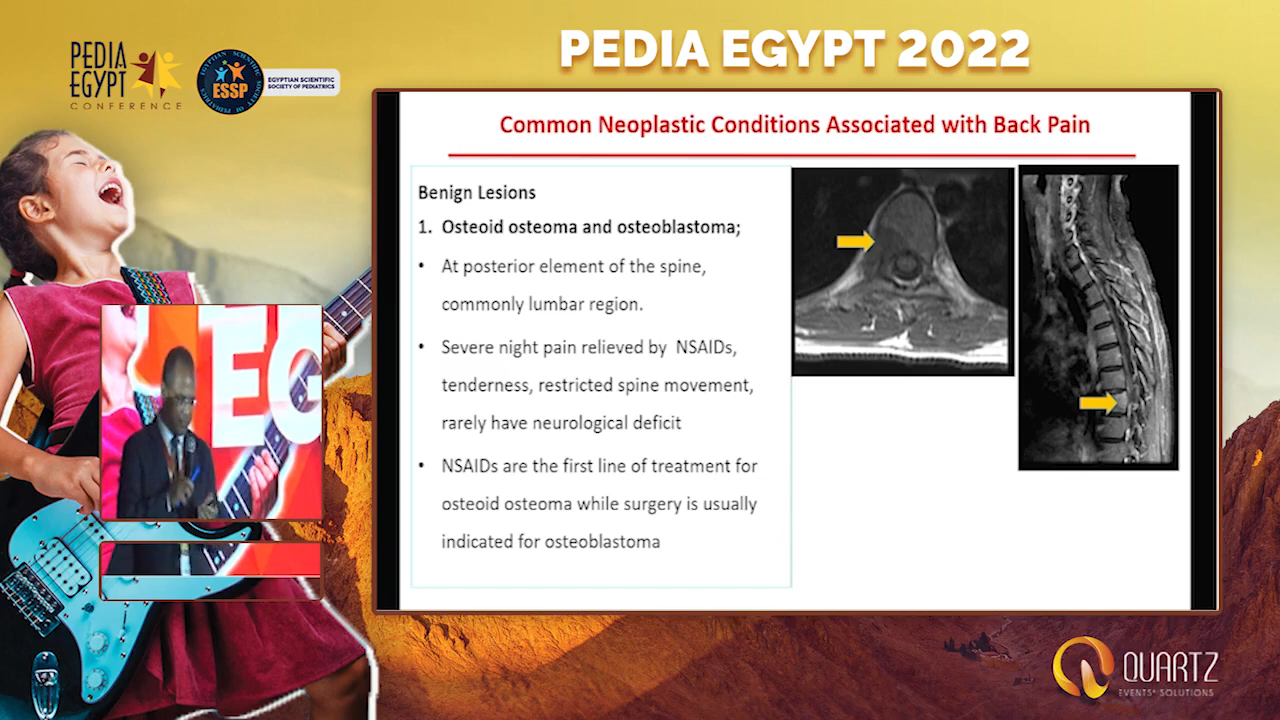 PEDIA
EGYPT
CONFERENCE
ESSP
EGYPTIAN SCIENTIFIC
SOCIETY OF PEDIATRICS
PEDIA EGYPT 2022
Common Neoplastic Conditions Associated with Back Pain
Benign Lesions
1. Osteoid osteoma and osteoblastoma;
• At posterior element of the spine,
commonly lumbar region.
• Severe night pain relieved by NSAIDs,
tenderness, restricted spine movement,
rarely have neurological deficit
• NSAIDs are the first line of treatment for
osteoid osteoma while surgery is usually
indicated for osteoblastoma
EG
QUARTZ
EVENTS* SOLUTIONS